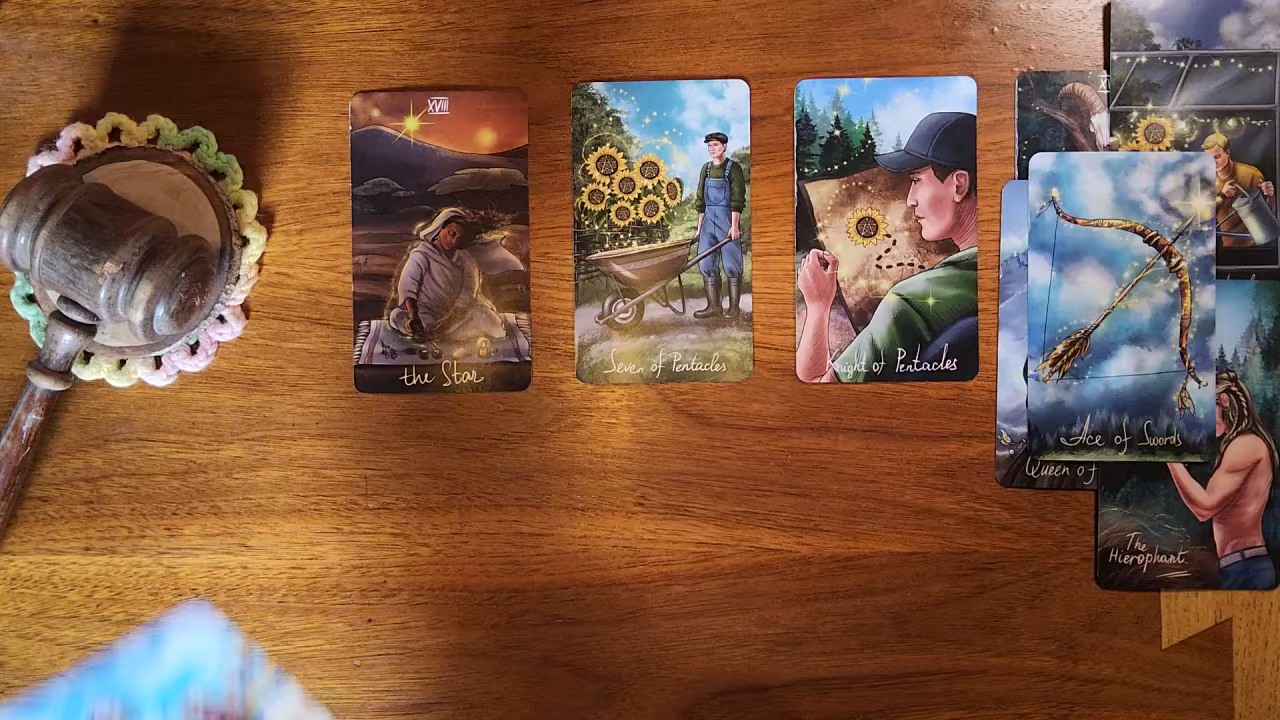 XVIII
the Star
Seven of Pentacles
Knight of Pentacles
X
Ace of Swords
Queen of
The
Hierophant